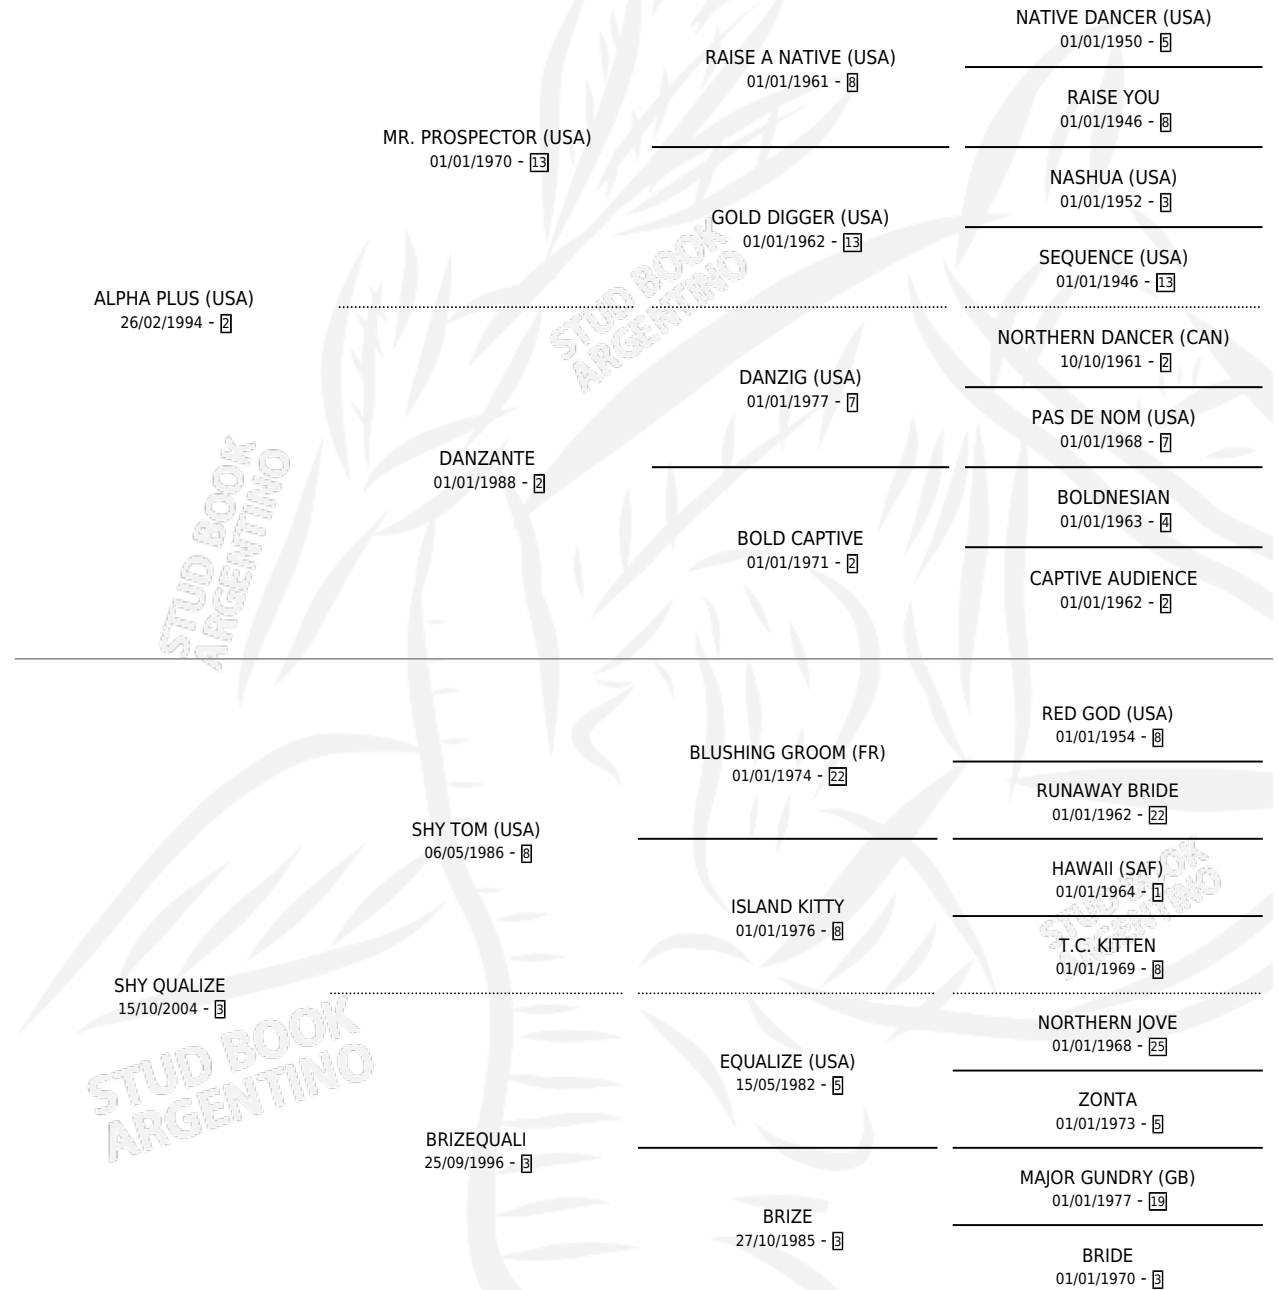 NATIVE DANCER (USA)
01/01/1950 - 5
RAISE A NATIVE (USA)
01/01/1961 - 8
RAISE YOU
01/01/1946 - 8
MR. PROSPECTOR (USA)
01/01/1970 - 13
NASHUA (USA)
01/01/1952 - 3
GOLD DIGGER (USA)
01/01/1962 - 13
SEQUENCE (USA)
01/01/1946 - 13
ALPHA PLUS (USA)
26/02/1994 - 2
STUD BOOK
ARGENTINO
NORTHERN DANCER (CAN)
10/10/1961 - 2
DANZIG (USA)
01/01/1977 - 7
PAS DE NOM (USA)
01/01/1968 - 7
DANZANTE
01/01/1988 - 2
BOLDNESIAN
01/01/1963 - 4
BOLD CAPTIVE
01/01/1971 - 2
CAPTIVE AUDIENCE
01/01/1962 - 2
STUD BOOK
ARGENTINO
RED GOD (USA)
01/01/1954 - 8
BLUSHING GROOM (FR)
01/01/1974 - 22
RUNAWAY BRIDE
01/01/1962 - 22
SHY TOM (USA)
06/05/1986 - 8
HAWAII (SAF)
01/01/1964 - 1
ISLAND KITTY
01/01/1976 - 8
STUD BOOK
ARGENTINO
T.C. KITTEN
01/01/1969 - 8
SHY QUALIZE
15/10/2004 - 3
NORTHERN JOVE
01/01/1968 - 25
STUD BOOK
ARGENTINO
EQUALIZE (USA)
15/05/1982 - 5
ZONTA
01/01/1973 - 5
BRIZEQUALI
25/09/1996 - 3
MAJOR GUNDRY (GB)
01/01/1977 - 19
BRIZE
27/10/1985 - 3
BRIDE
01/01/1970 - 3